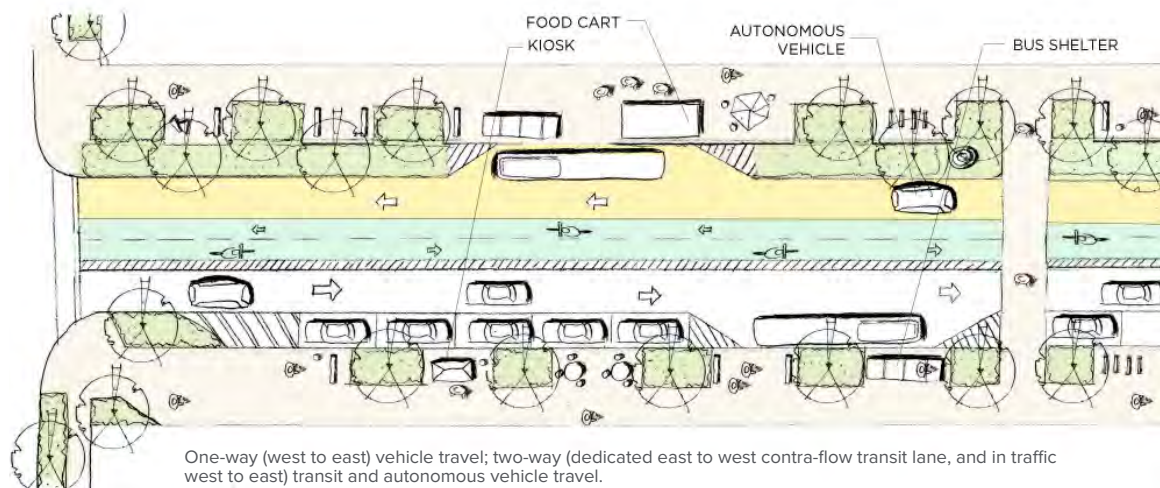 FOOD CART
KIOSK
AUTONOMOUS
VEHICLE
BUS SHELTER
One-way (west to east) vehicle travel; two-way (dedicated east to west contra-flow transit lane, and in traffic
west to east) transit and autonomous vehicle travel.